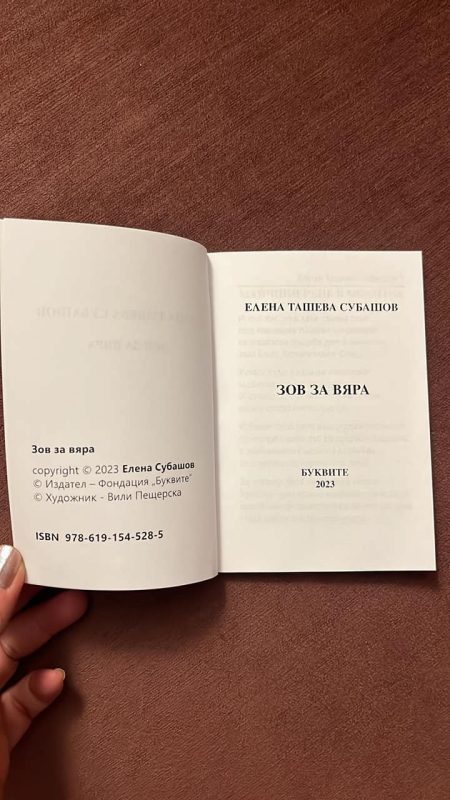 Зов за вяра
copyright © 2023 Елена Субашов
© Издател – Фондация „Буквите“
© Художник - Вили Пещерска
ISBN 978-619-154-528-5
ЕЛЕНА ТАШЕВА СУБАШОВ
ЗОВ ЗА ВЯРА
БУКВИТЕ
2023